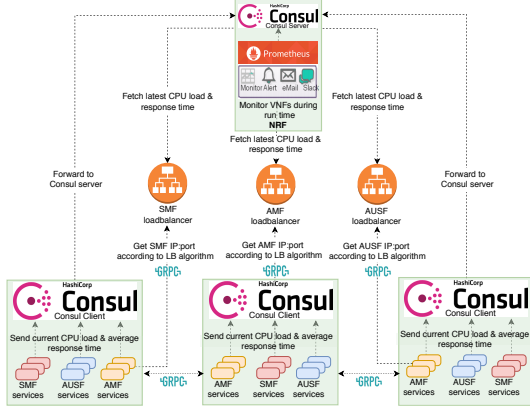 HashiCorp
Consul
Consul Server
Prometheus
Monitor Alert eMail Slack
Monitor VNFs during
run time
NRF
Fetch latest CPU load &
response time
Fetch latest CPU load &
response time
Fetch latest CPU load &
response time
Forward to
Consul server
Forward to
Consul server
SMF
loadbalancer
AMF
loadbalancer
AUSF
loadbalancer
Get SMF IP:port
according to LB algorithm
GRPC
Get AMF IP:port
according to LB algorithm
GRPC
Get AUSF IP:port
according to LB algorithm
GRPC
HashiCorp
Consul
Consul Client
Send current CPU load & average
response time
SMF
services
AUSF
services
AMF
services
GRPC
HashiCorp
Consul
Consul Client
Send current CPU load & average
response time
AMF
services
SMF
services
AUSF
services
GRPC
HashiCorp
Consul
Consul Client
Send current CPU load & average
response time
AMF
services
AUSF
services
SMF
services